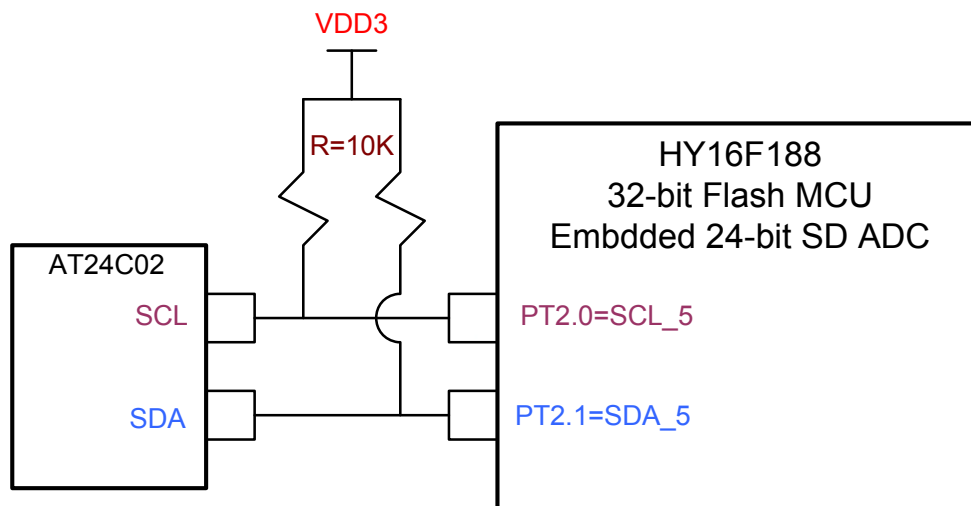 VDD3
R=10K
HY16F188
32-bit Flash MCU
Embdded 24-bit SD ADC
AT24C02
SCL
PT2.0=SCL_5
SDA
PT2.1=SDA_5